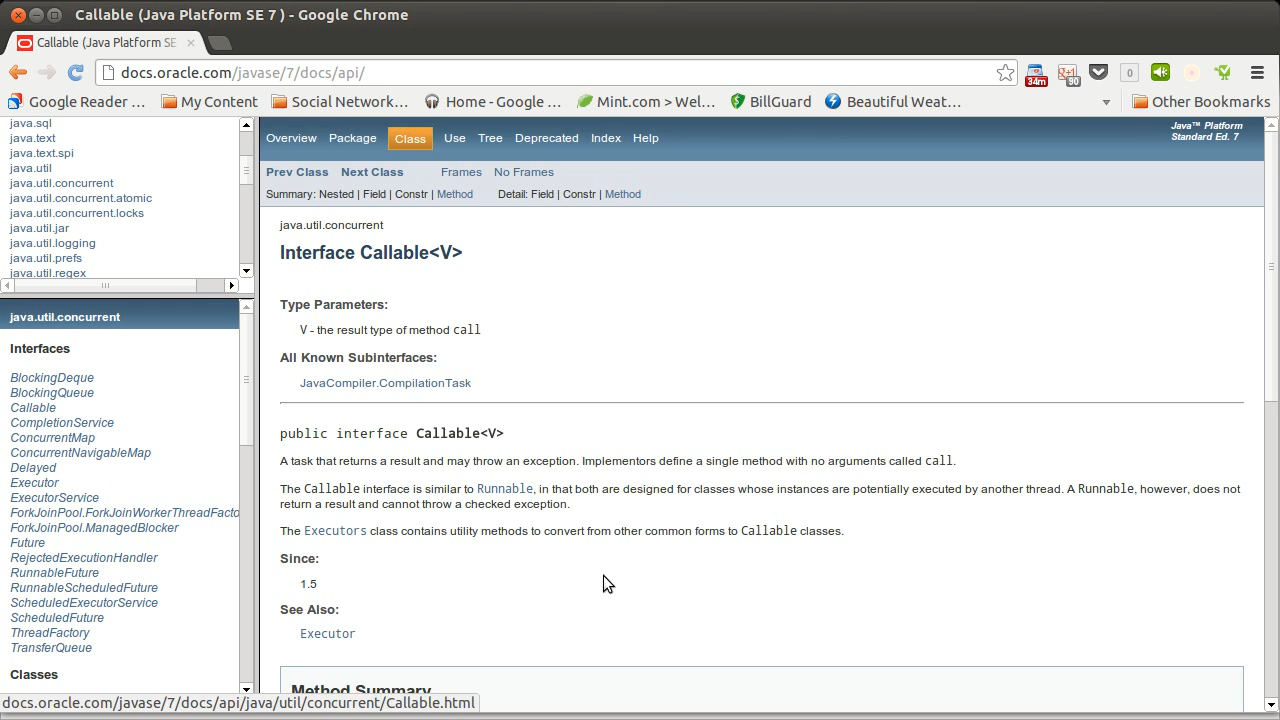 Callable (Java Platform SE 7 ) - Google Chrome
Callable (Java Platform SE
docs.oracle.com/javase/7/docs/api/
34m
+1
90
0
Google Reader ...
My Content
Social Network...
Home - Google ...
Mint.com > Wel...
BillGuard
Beautiful Weat...
Other Bookmarks
java.sql
java.text
java.text.spi
java.util
java.util.concurrent
java.util.concurrent.atomic
java.util.concurrent.locks
java.util.jar
java.util.logging
java.util.prefs
java.util.regex
java.util.concurrent
Interfaces
BlockingDeque
BlockingQueue
Callable
CompletionService
ConcurrentMap
ConcurrentNavigableMap
Delayed
Executor
ExecutorService
ForkJoinPool.ForkJoinWorkerThreadFacto
ForkJoinPool.ManagedBlocker
Future
RejectedExecutionHandler
RunnableFuture
RunnableScheduledFuture
ScheduledExecutorService
ScheduledFuture
ThreadFactory
TransferQueue
Classes
Overview Package Class Use Tree Deprecated Index Help
Java™ Platform
Standard Ed. 7
Prev Class Next Class Frames No Frames
Summary: Nested | Field | Constr | Method Detail: Field | Constr | Method
java.util.concurrent
Interface Callable<V>
Type Parameters:
V - the result type of method call
All Known Subinterfaces:
JavaCompiler.CompilationTask
public interface Callable<V>
A task that returns a result and may throw an exception. Implementors define a single method with no arguments called call.
The Callable interface is similar to Runnable, in that both are designed for classes whose instances are potentially executed by another thread. A Runnable, however, does not
return a result and cannot throw a checked exception.
The Executors class contains utility methods to convert from other common forms to Callable classes.
Since:
1.5
See Also:
Executor
Method Summary
docs.oracle.com/javase/7/docs/api/java/util/concurrent/Callable.html